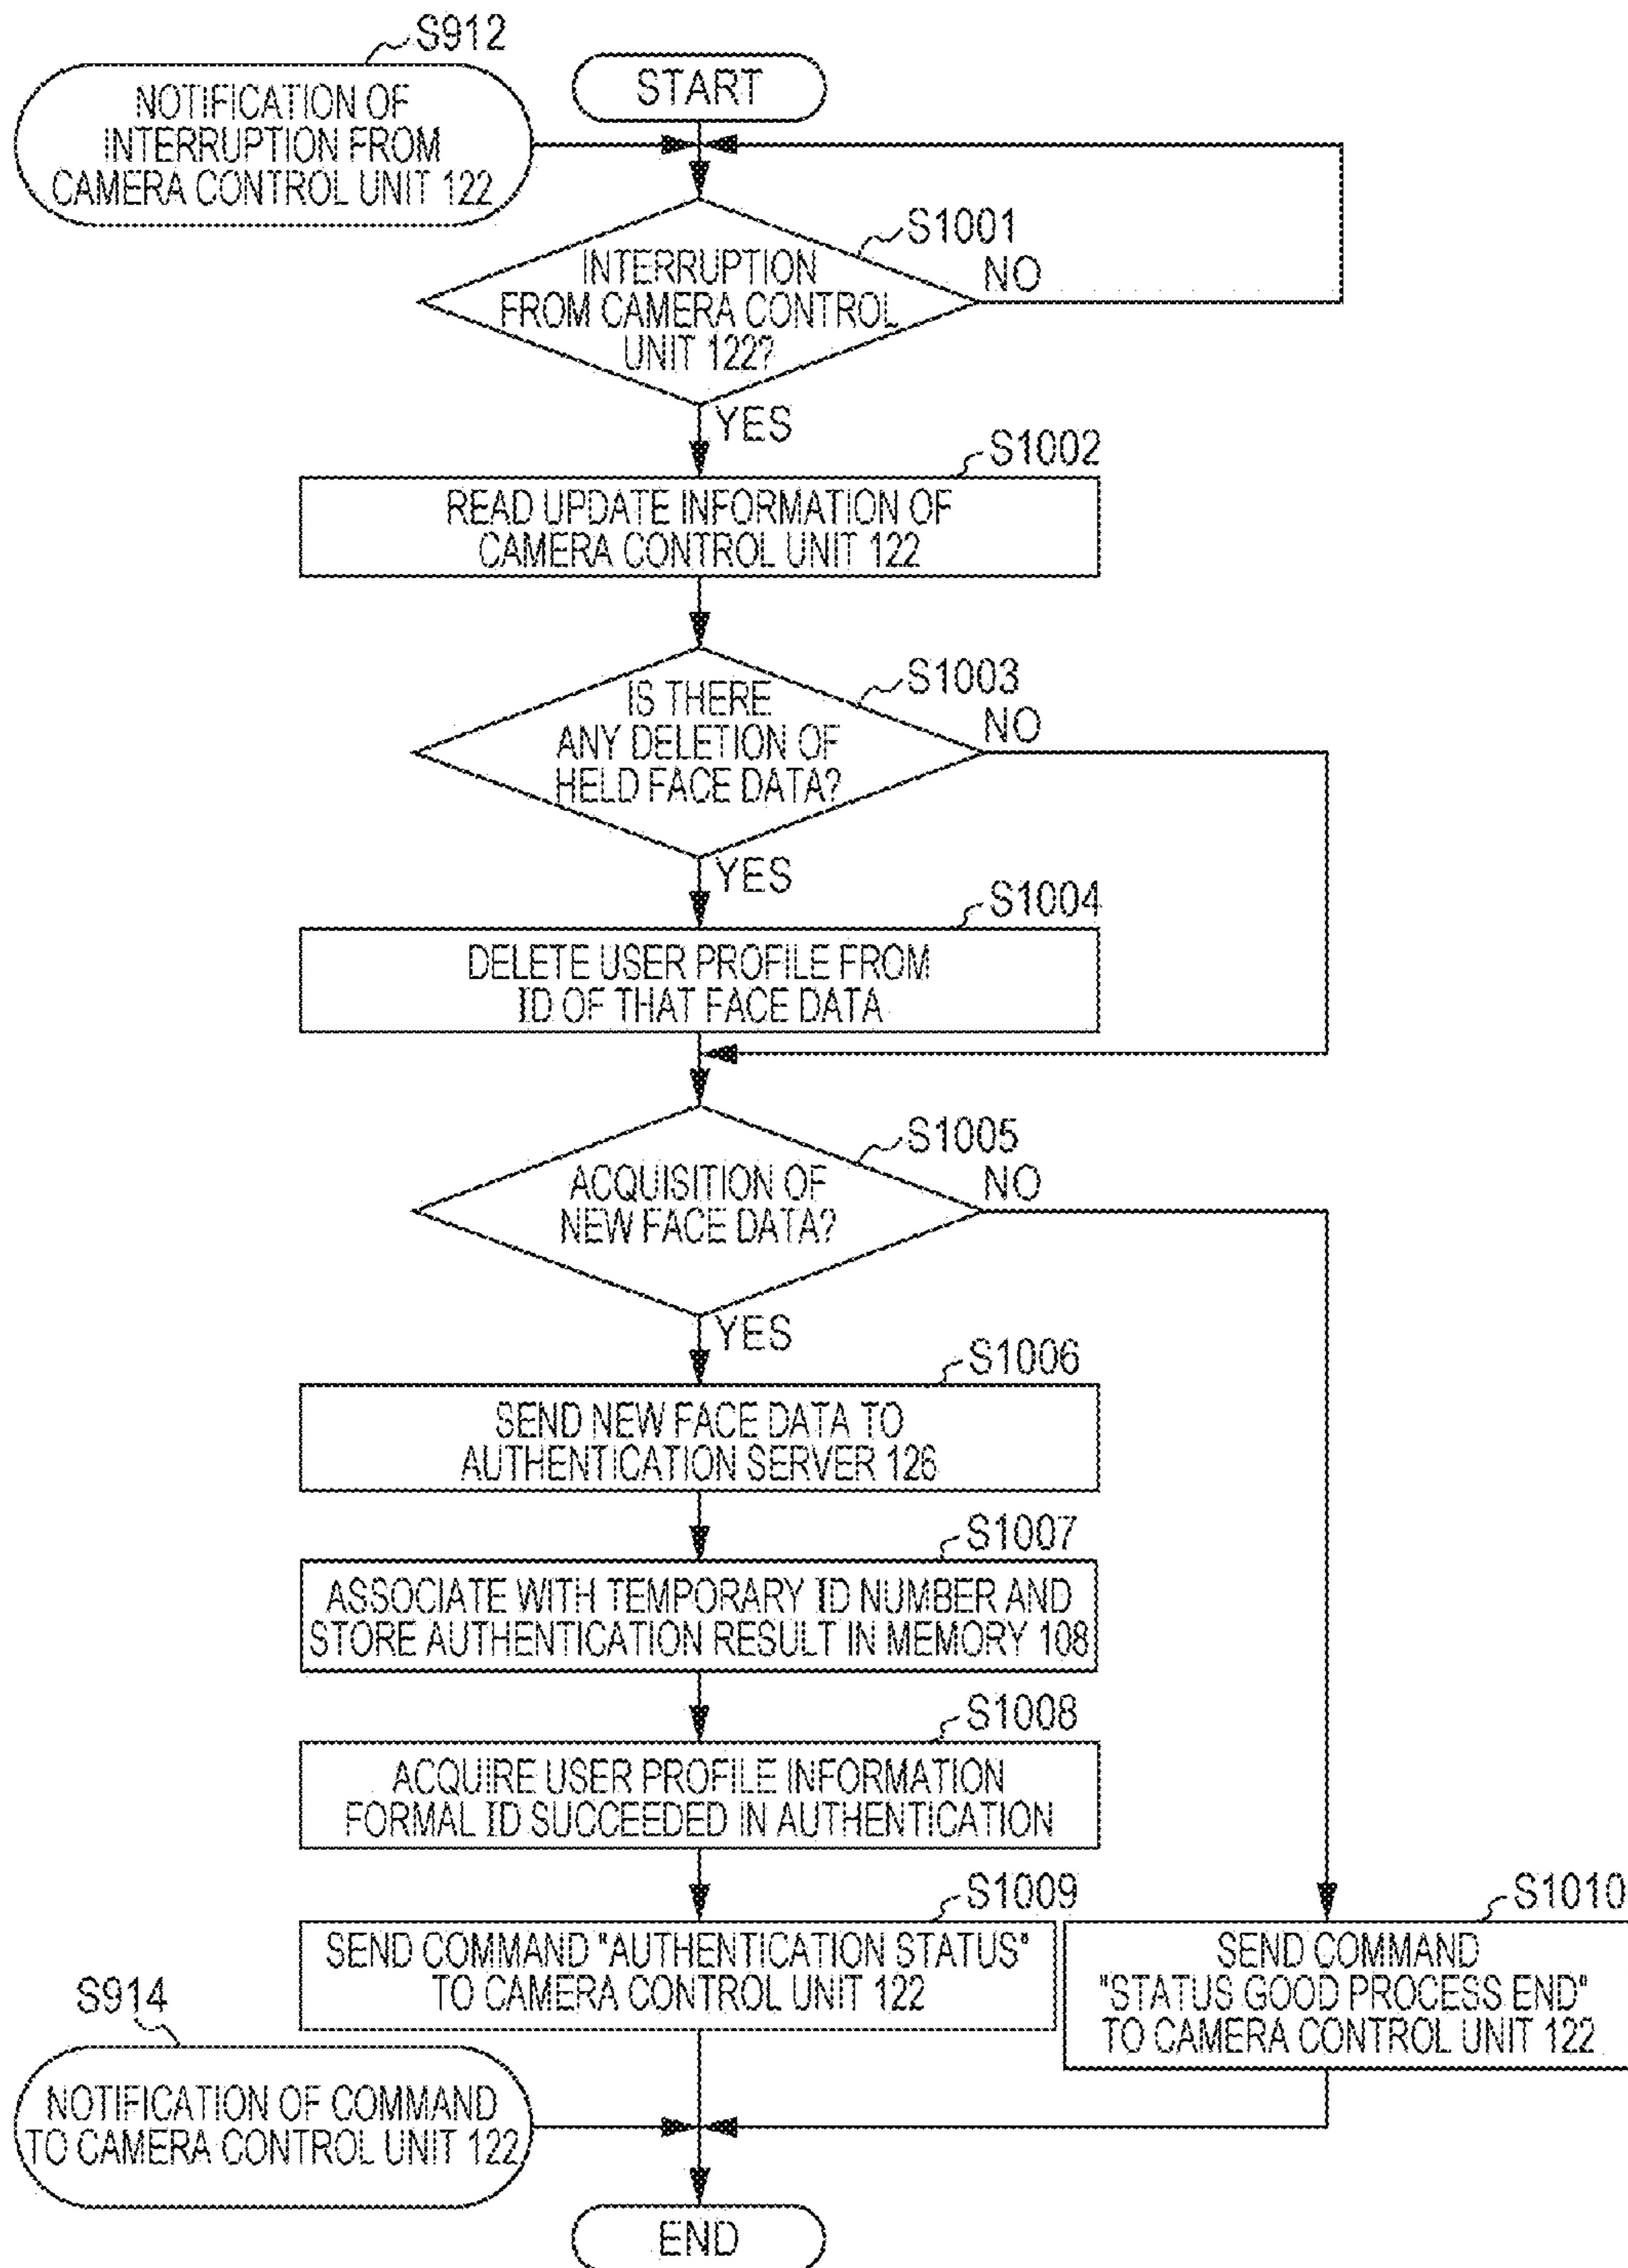 S912
NOTIFICATION OF
INTERRUPTION FROM
CAMERA CONTROL UNIT 122
START
S1001
INTERRUPTION
FROM CAMERA CONTROL
UNIT 122?
NO
YES
S1002
READ UPDATE INFORMATION OF
CAMERA CONTROL UNIT 122
S1003
IS THERE
ANY DELETION OF
HELD FACE DATA?
NO
YES
S1004
DELETE USER PROFILE FROM
ID OF THAT FACE DATA
S1005
ACQUISITION OF
NEW FACE DATA?
NO
YES
S1006
SEND NEW FACE DATA TO
AUTHENTICATION SERVER 126
S1007
ASSOCIATE WITH TEMPORARY ID NUMBER AND
STORE AUTHENTICATION RESULT IN MEMORY 108
S1008
ACQUIRE USER PROFILE INFORMATION
FORMAL ID SUCCEEDED IN AUTHENTICATION
S1009
SEND COMMAND "AUTHENTICATION STATUS"
TO CAMERA CONTROL UNIT 122
S1010
SEND COMMAND
"STATUS GOOD PROCESS END"
TO CAMERA CONTROL UNIT 122
S914
NOTIFICATION OF COMMAND
TO CAMERA CONTROL UNIT 122
END